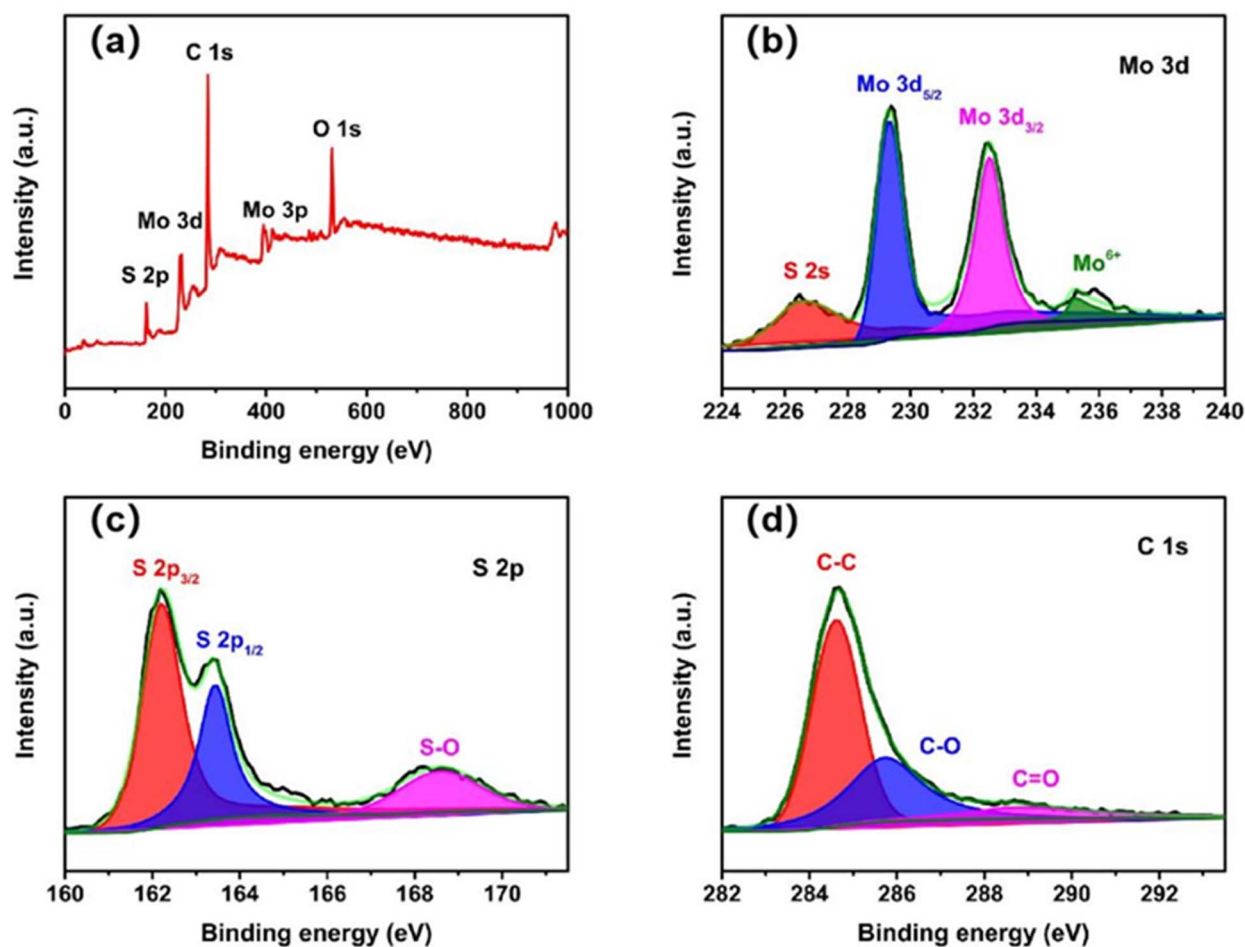 (a)
C 1s
O 1s
Mo 3d
Mo 3p
S 2p
Intensity (a.u.)
0 200 400 600 800 1000
Binding energy (eV)
(b)
Mo 3d
Mo 3d5/2
Mo 3d3/2
S 2s
Mo6+
Intensity (a.u.)
224 226 228 230 232 234 236 238 240
Binding energy (eV)
(c)
S 2p
S 2p3/2
S 2p1/2
S-O
Intensity (a.u.)
160 162 164 166 168 170
Binding energy (eV)
(d)
C 1s
C-C
C-O
C=O
Intensity (a.u.)
282 284 286 288 290 292
Binding energy (eV)